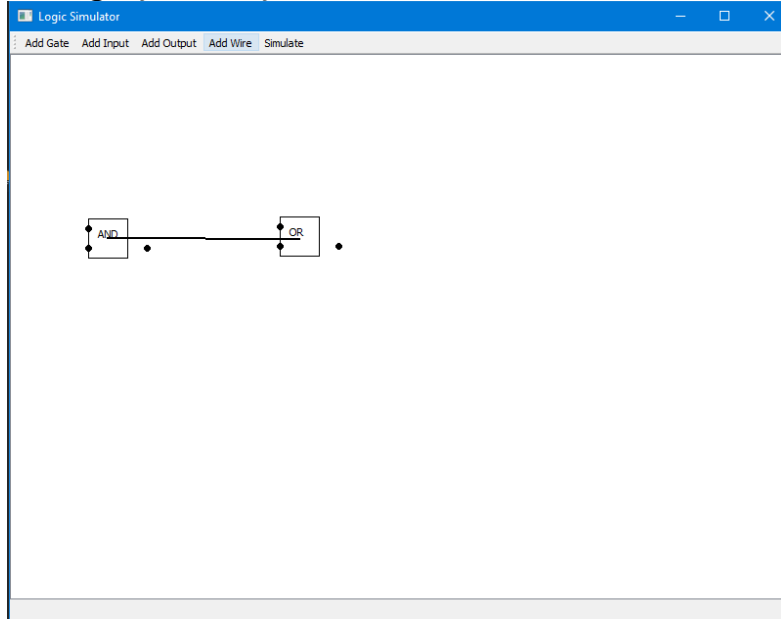 Logic Simulator
Add Gate Add Input Add Output Add Wire Simulate
AND OR